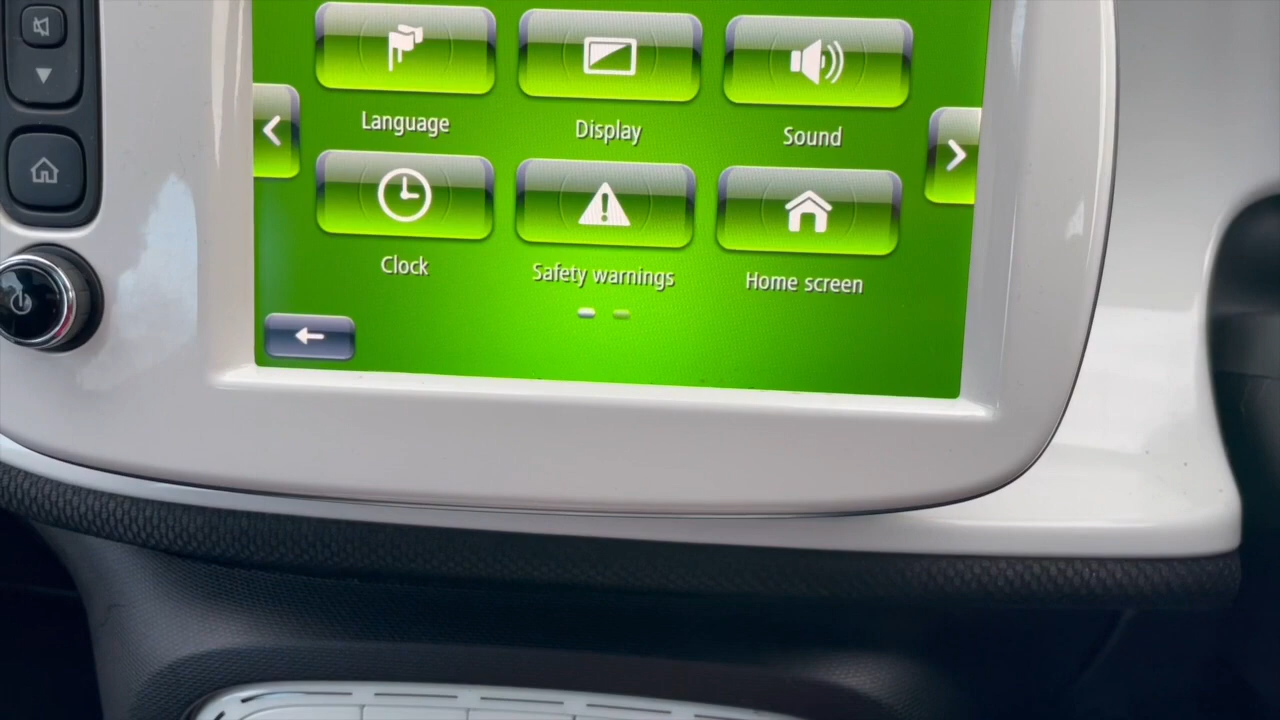 Language
Display
Sound
Clock
Safety warnings
Home screen